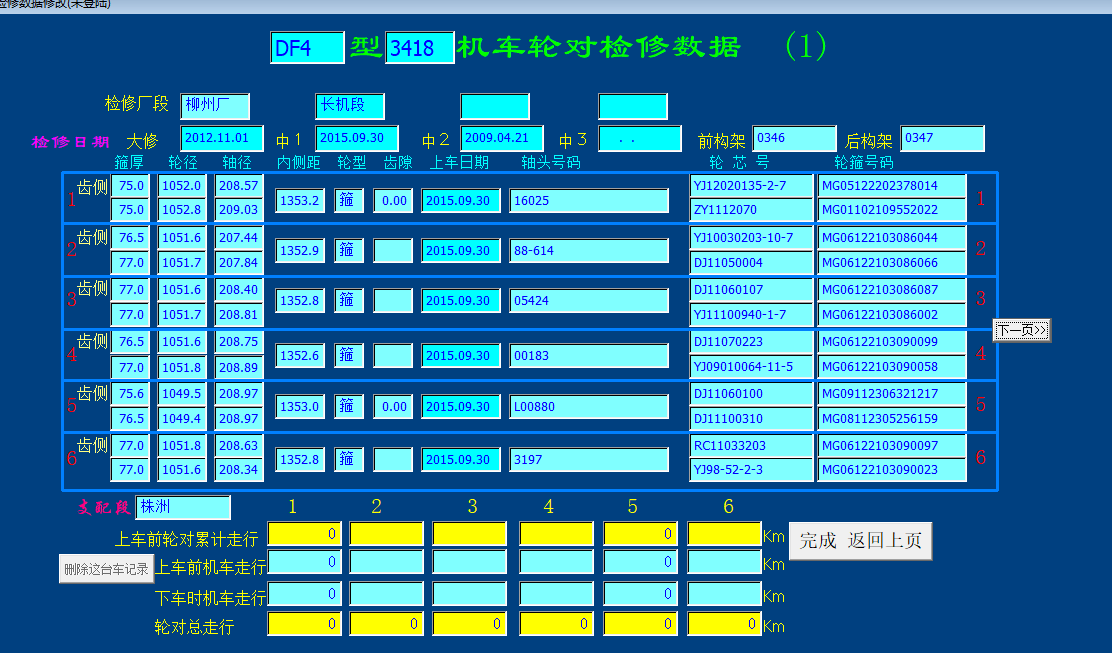 检修数据修改(未登陆)
DF4 型 3418 机车轮对检修数据 (1)
检修厂段 柳州厂 长机段
检修日期 大修 2012.11.01 中1 2015.09.30 中2 2009.04.21 中3 . . 前构架 0346 后构架 0347
箍厚 轮径 轴径 内侧距 轮型 齿隙 上车日期 轴头号码 轮 芯 号 轮箍号码
1 齿侧 75.0 1052.0 208.57 1353.2 箍 0.00 2015.09.30 16025 YJ12020135-2-7 MG05122202378014 1
75.0 1052.8 209.03 ZY1112070 MG01102109552022
2 齿侧 76.5 1051.6 207.44 1352.9 箍 2015.09.30 88-614 YJ10030203-10-7 MG06122103086044 2
77.0 1051.7 207.84 DJ11050004 MG06122103086066
3 齿侧 77.0 1051.6 208.40 1352.8 箍 2015.09.30 05424 DJ11060107 MG06122103086087 3
77.0 1051.7 208.81 YJ11100940-1-7 MG06122103086002
下一页>>
4 齿侧 76.5 1051.6 208.75 1352.6 箍 2015.09.30 00183 DJ11070223 MG06122103090099 4
77.0 1051.8 208.89 YJ09010064-11-5 MG06122103090058
5 齿侧 75.6 1049.5 208.97 1353.0 箍 0.00 2015.09.30 L00880 DJ11060100 MG09112306321217 5
76.5 1049.4 208.97 DJ11100310 MG08112305256159
6 齿侧 77.0 1051.8 208.63 1352.8 箍 2015.09.30 3197 RC11033203 MG06122103090097 6
77.0 1051.6 208.34 YJ98-52-2-3 MG06122103090023
支配段 株洲 1 2 3 4 5 6
上车前轮对累计走行 0 0 Km 完成 返回上页
删除这台车记录 上车前机车走行 0 0 Km
下车时机车走行 0 0 Km
轮对总走行 0 0 0 0 0 0 Km